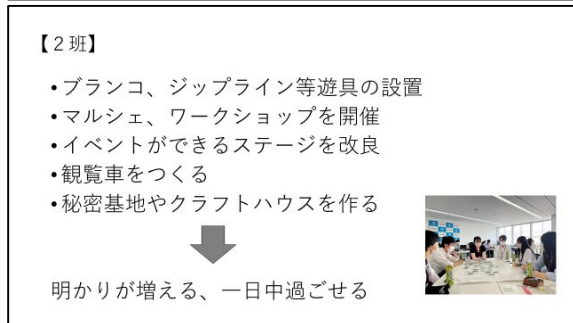 【２班】
•ブランコ、ジップライン等遊具の設置
•マルシェ、ワークショップを開催
•イベントができるステージを改良
•観覧車をつくる
•秘密基地やクラフトハウスを作る
明かりが増える、一日中過ごせる